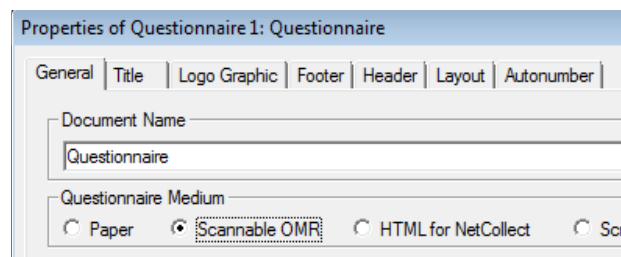 Properties of Questionnaire 1: Questionnaire
General Title Logo Graphic Footer Header Layout Autonumber
Document Name
Questionnaire
Questionnaire Medium
Paper Scannable OMR HTML for NetCollect